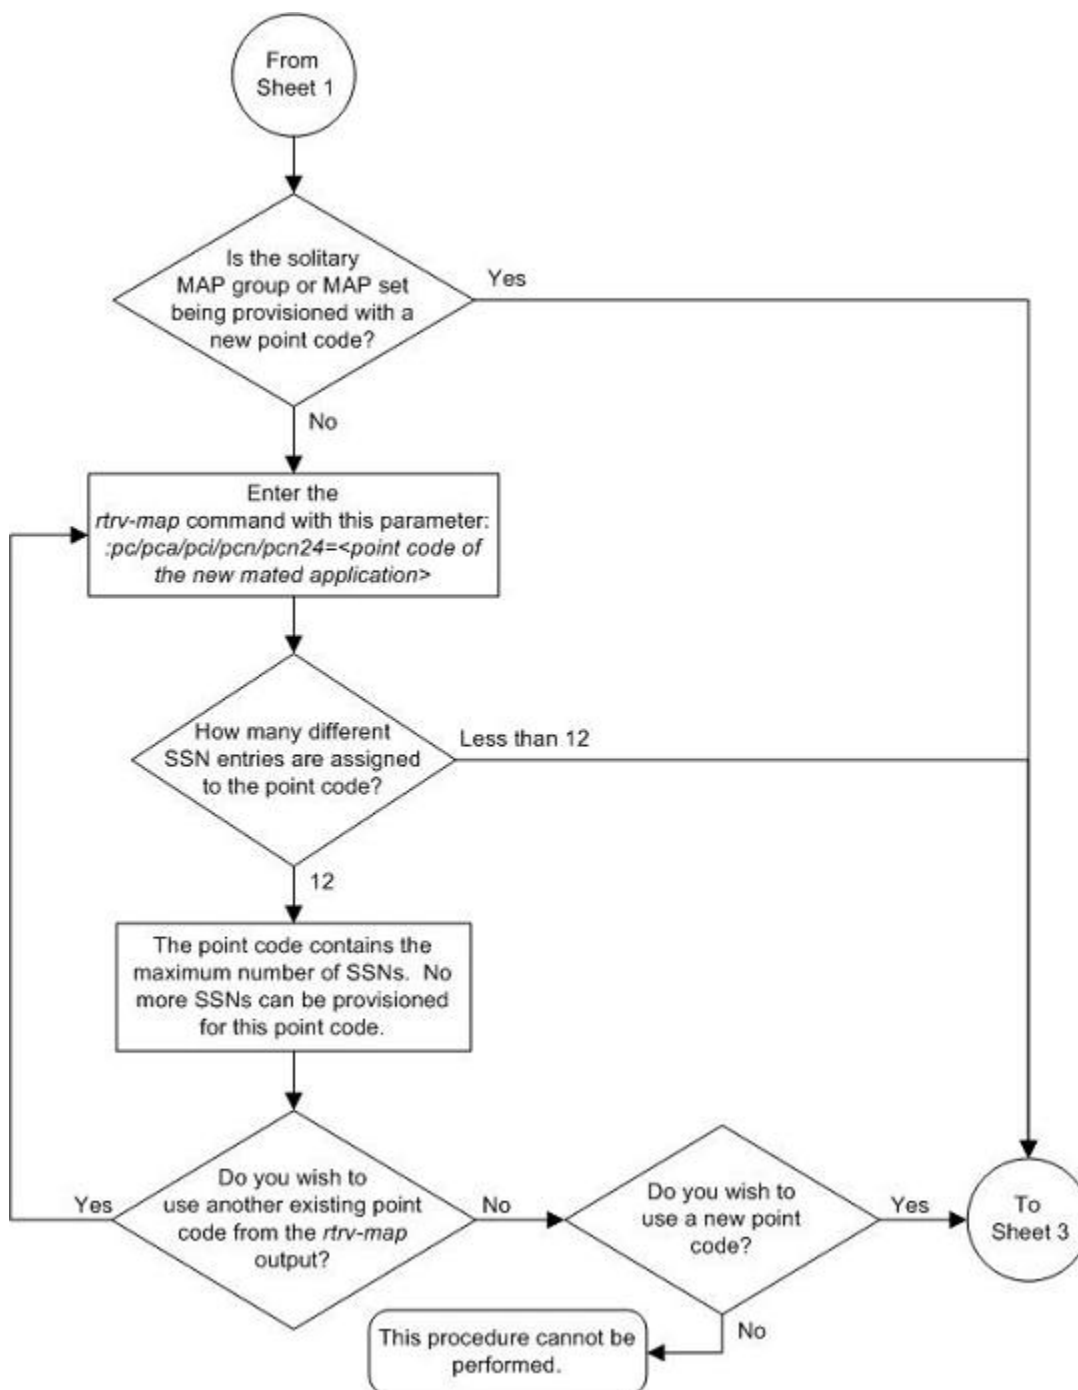 From
Sheet 1
Is the solitary
MAP group or MAP set
being provisioned with a
new point code?
Yes
No
Enter the
rtrv-map command with this parameter:
:pc/pca/pci/pcn/pcn24=<point code of
the new mated application>
How many different
SSN entries are assigned
to the point code?
Less than 12
12
The point code contains the
maximum number of SSNs. No
more SSNs can be provisioned
for this point code.
Do you wish to
use another existing point
code from the rtrv-map
output?
Yes
No
Do you wish to
use a new point
code?
Yes
To
Sheet 3
No
This procedure cannot be
performed.